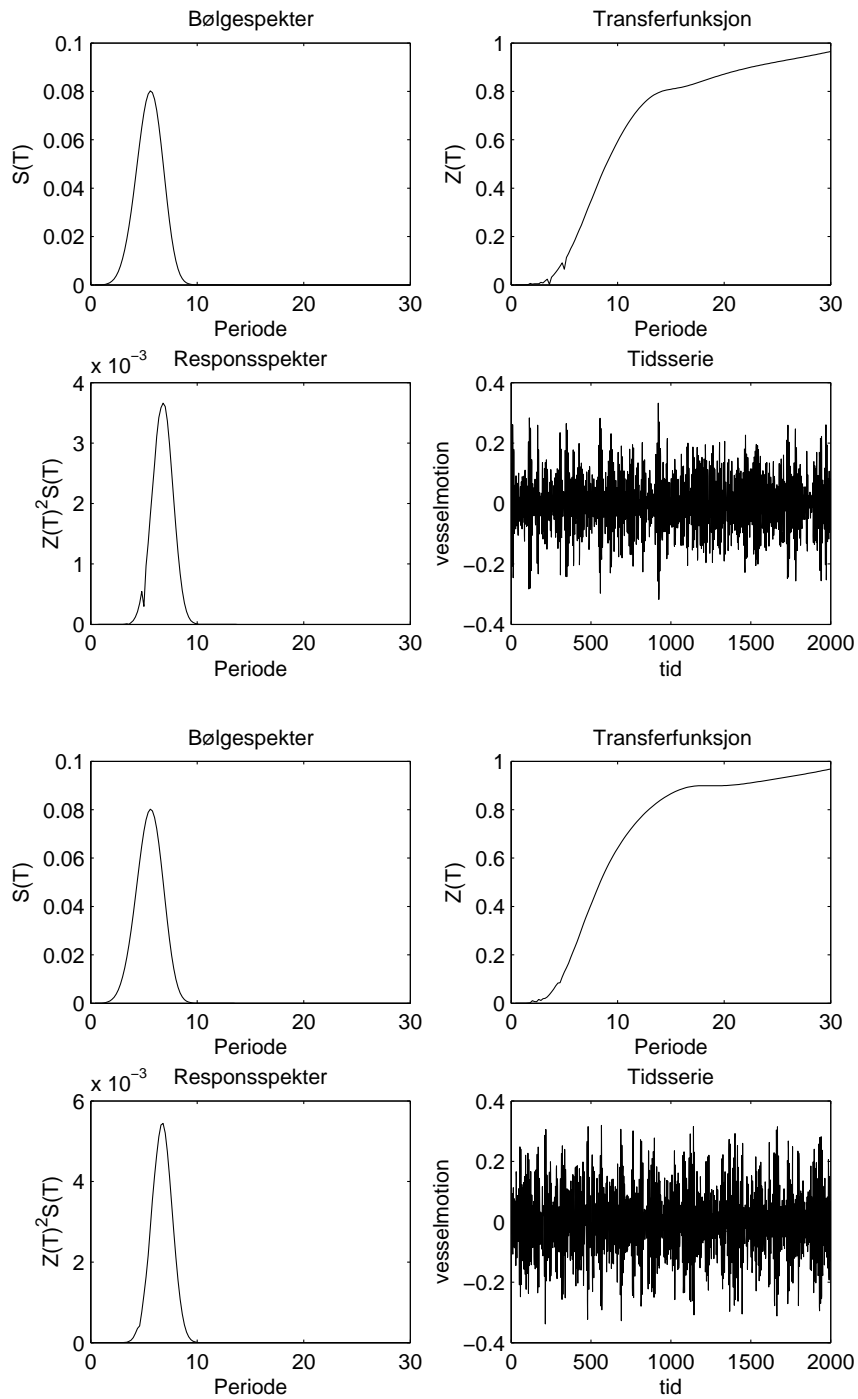 Bølgespekter
S(T)
0.1
0.08
0.06
0.04
0.02
0
0 10 20 30
Periode
Transferfunksjon
Z(T)
1
0.8
0.6
0.4
0.2
0
0 10 20 30
Periode
x 10−3
Responsspekter
Z(T)2S(T)
4
3
2
1
0
0 10 20 30
Periode
Tidsserie
vesselmotion
0.4
0.2
0
−0.2
−0.4
0 500 1000 1500 2000
tid
Bølgespekter
S(T)
0.1
0.08
0.06
0.04
0.02
0
0 10 20 30
Periode
Transferfunksjon
Z(T)
1
0.8
0.6
0.4
0.2
0
0 10 20 30
Periode
x 10−3
Responsspekter
Z(T)2S(T)
6
4
2
0
0 10 20 30
Periode
Tidsserie
vesselmotion
0.4
0.2
0
−0.2
−0.4
0 500 1000 1500 2000
tid